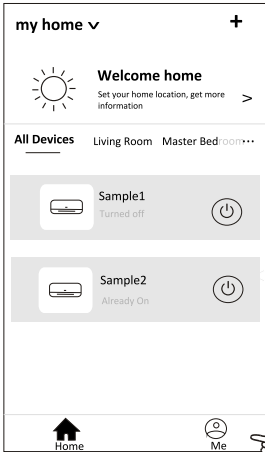 my home
Welcome home
Set your home location, get more
information
All Devices Living Room Master Bedroom
Sample1
Turned off
Sample2
Already On
Home Me